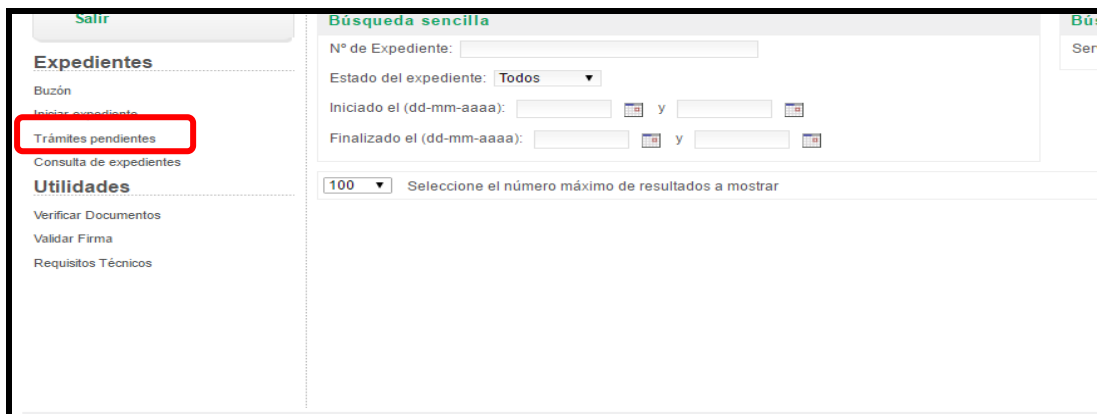 Salir
Expedientes
Buzón
Iniciar expediente
Trámites pendientes
Consulta de expedientes
Utilidades
Verificar Documentos
Validar Firma
Requisitos Técnicos
Búsqueda sencilla
Nº de Expediente:
Estado del expediente: Todos
Iniciado el (dd-mm-aaaa): y
Finalizado el (dd-mm-aaaa): y
100 Seleccione el número máximo de resultados a mostrar